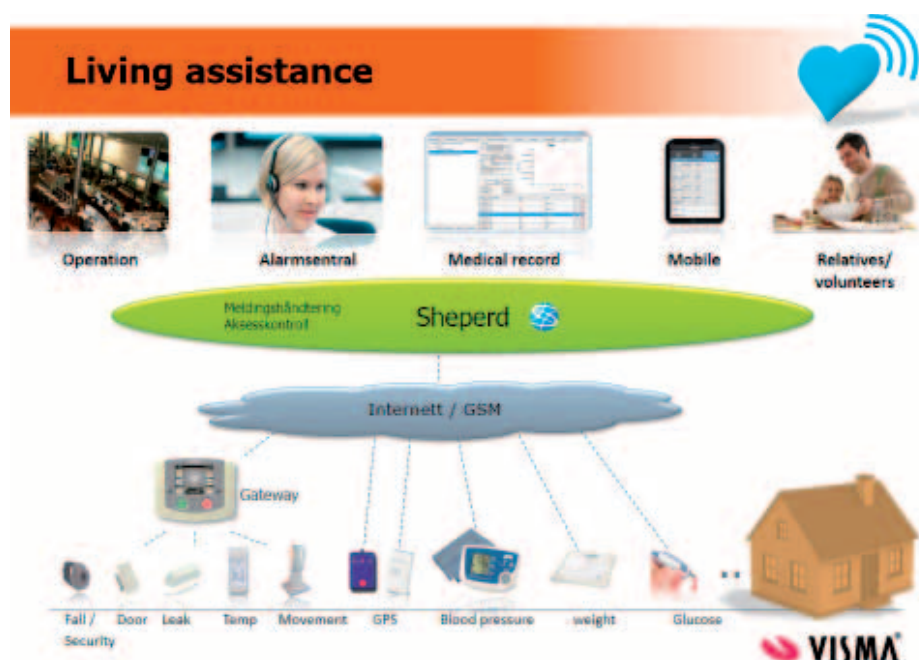 Living assistance
Operation
Alarmsentral
Medical record
Mobile
Relatives/
volunteers
Meldingshåndtering
Aksesskontroll
Sheperd
Internett / GSM
Gateway
Fall /
Security
Door
Leak
Temp
Movement
GPS
Blood pressure
weight
Glucose
VISMA